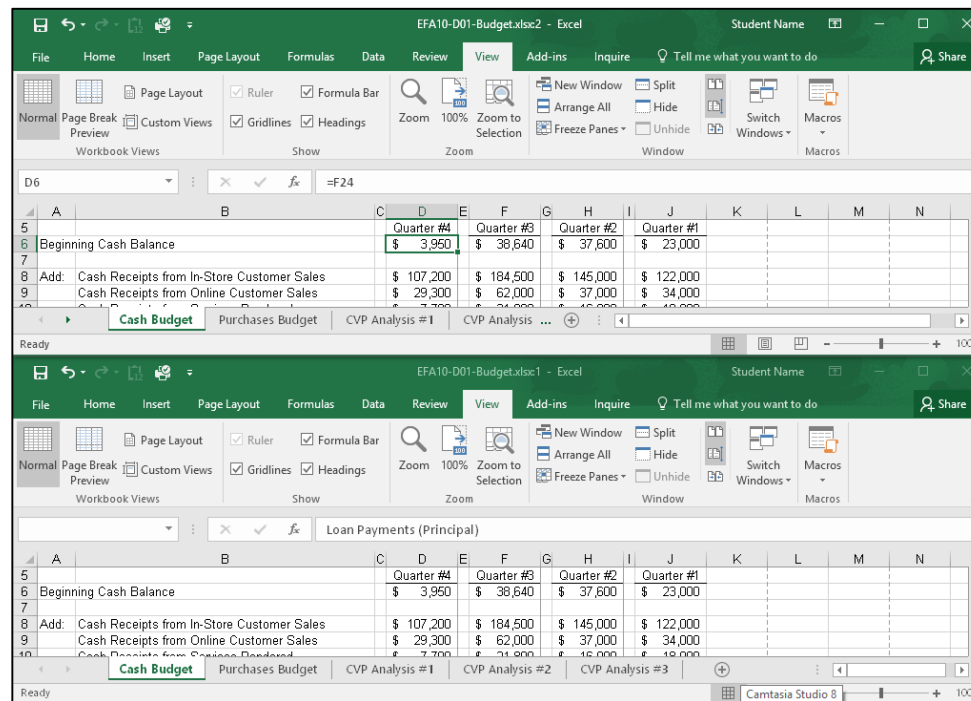 EFA10-D01-Budget.xlsx:2 - Excel Student Name
File Home Insert Page Layout Formulas Data Review View Add-ins Inquire Tell me what you want to do Share
Normal Page Break Preview Page Layout Custom Views Ruler Formula Bar Gridlines Headings Zoom 100% Zoom to Selection New Window Arrange All Freeze Panes Split Hide Unhide Switch Windows Macros
Workbook Views Show Zoom Window Macros
D6 fx =F24
A B C D E F G H I J K L M N
5 Quarter #4 Quarter #3 Quarter #2 Quarter #1
6 Beginning Cash Balance $ 3,950 $ 38,640 $ 37,600 $ 23,000
7
8 Add: Cash Receipts from In-Store Customer Sales $ 107,200 $ 184,500 $ 145,000 $ 122,000
9 Cash Receipts from Online Customer Sales $ 29,300 $ 62,000 $ 37,000 $ 34,000
Cash Budget Purchases Budget CVP Analysis #1 CVP Analysis ...
Ready 100
EFA10-D01-Budget.xlsx:1 - Excel Student Name
File Home Insert Page Layout Formulas Data Review View Add-ins Inquire Tell me what you want to do Share
Normal Page Break Preview Page Layout Custom Views Ruler Formula Bar Gridlines Headings Zoom 100% Zoom to Selection New Window Arrange All Freeze Panes Split Hide Unhide Switch Windows Macros
Workbook Views Show Zoom Window Macros
fx Loan Payments (Principal)
A B C D E F G H I J K L M N
5 Quarter #4 Quarter #3 Quarter #2 Quarter #1
6 Beginning Cash Balance $ 3,950 $ 38,640 $ 37,600 $ 23,000
7
8 Add: Cash Receipts from In-Store Customer Sales $ 107,200 $ 184,500 $ 145,000 $ 122,000
9 Cash Receipts from Online Customer Sales $ 29,300 $ 62,000 $ 37,000 $ 34,000
Cash Budget Purchases Budget CVP Analysis #1 CVP Analysis #2 CVP Analysis #3
Ready Camtasia Studio 8 100